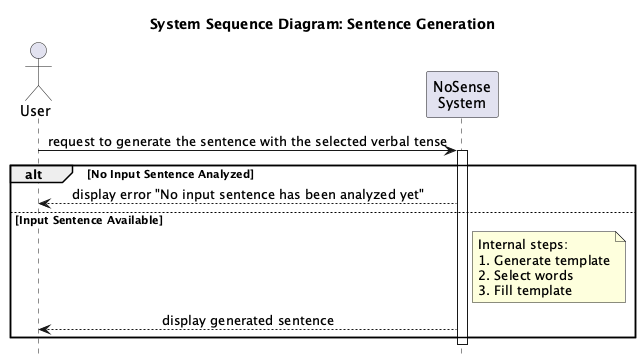 System Sequence Diagram: Sentence Generation
User
NoSense
System
request to generate the sentence with the selected verbal tense
alt
[No Input Sentence Analyzed]
display error "No input sentence has been analyzed yet"
[Input Sentence Available]
Internal steps:
1. Generate template
2. Select words
3. Fill template
display generated sentence